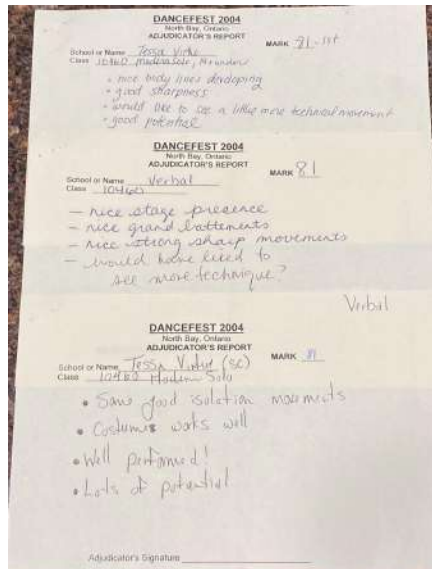 DANCEFEST 2004
North Bay, Ontario
ADJUDICATOR'S REPORT
MARK 81
School or Name Tessa Virtue
Class 10460 Modern Solo,
• nice body lines developing
• good sharpness
• would like to see a little more technical movement
• good potential
DANCEFEST 2004
North Bay, Ontario
ADJUDICATOR'S REPORT
MARK 81
School or Name Verbal
Class 10460
– nice stage presence
– nice grand battements
– nice strong sharp movements
– would have liked to
see more technique?
Verbal
DANCEFEST 2004
North Bay, Ontario
ADJUDICATOR'S REPORT
MARK 81
School or Name Tessa Virtue (SC)
Class 10460 Modern Solo
• Some good isolation movements
• Costume works well
• Well performed!
• Lots of potential
Adjudicator's Signature